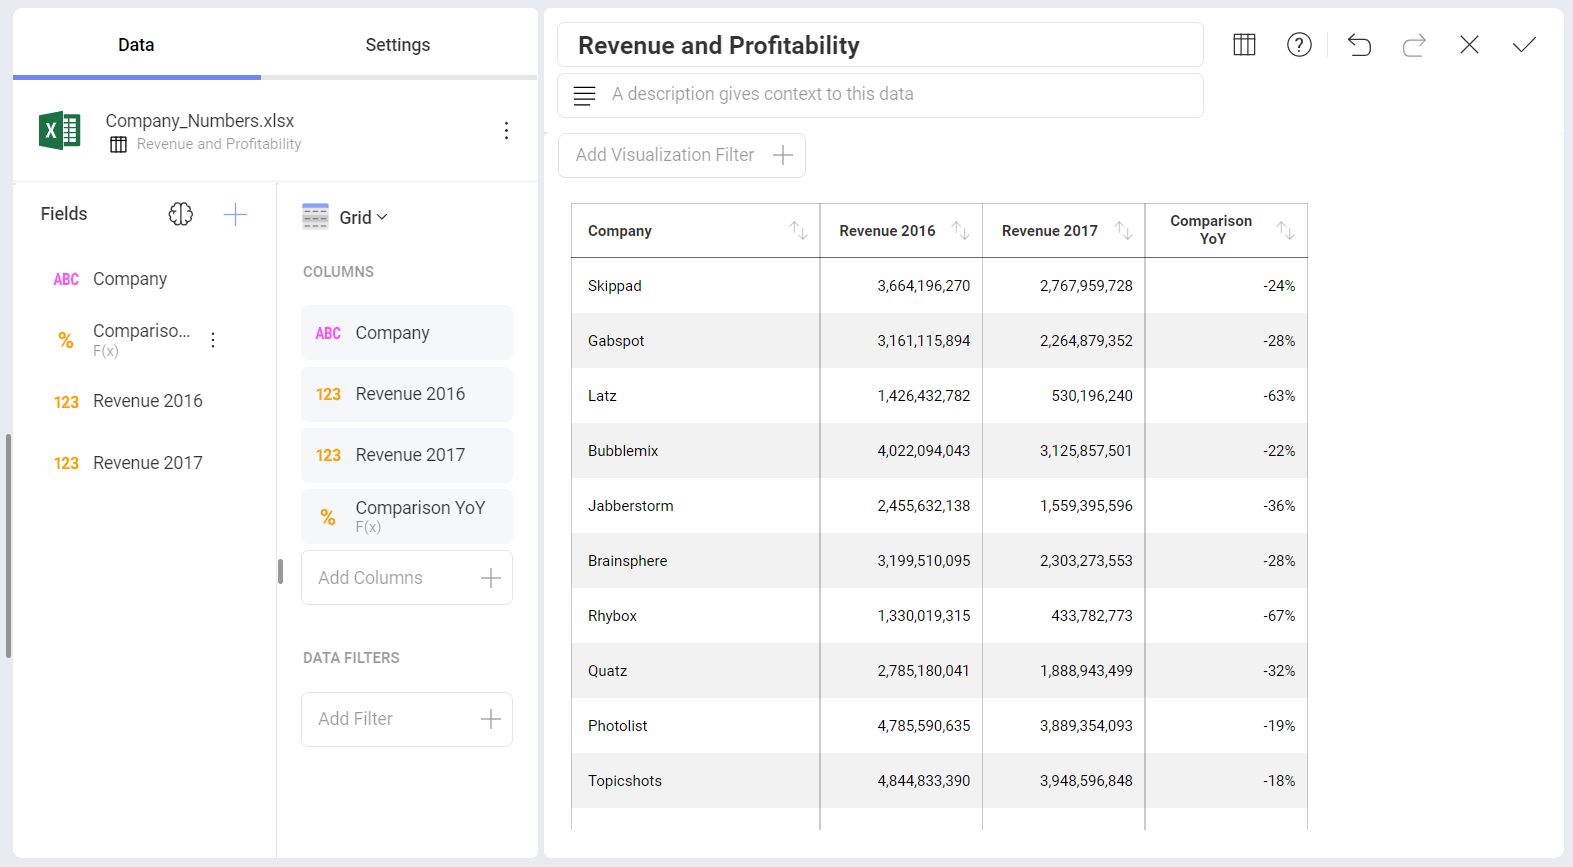 Data
Settings
Company_Numbers.xlsx
Revenue and Profitability
Fields
ABC Company
% Compariso...
F(x)
123 Revenue 2016
123 Revenue 2017
Grid
COLUMNS
ABC Company
123 Revenue 2016
123 Revenue 2017
% Comparison YoY
F(x)
Add Columns
DATA FILTERS
Add Filter
Revenue and Profitability
A description gives context to this data
Add Visualization Filter
Company Revenue 2016 Revenue 2017 Comparison YoY
Skippad 3,664,196,270 2,767,959,728 -24%
Gabspot 3,161,115,894 2,264,879,352 -28%
Latz 1,426,432,782 530,196,240 -63%
Bubblemix 4,022,094,043 3,125,857,501 -22%
Jabberstorm 2,455,632,138 1,559,395,596 -36%
Brainsphere 3,199,510,095 2,303,273,553 -28%
Rhybox 1,330,019,315 433,782,773 -67%
Quatz 2,785,180,041 1,888,943,499 -32%
Photolist 4,785,590,635 3,889,354,093 -19%
Topicshots 4,844,833,390 3,948,596,848 -18%